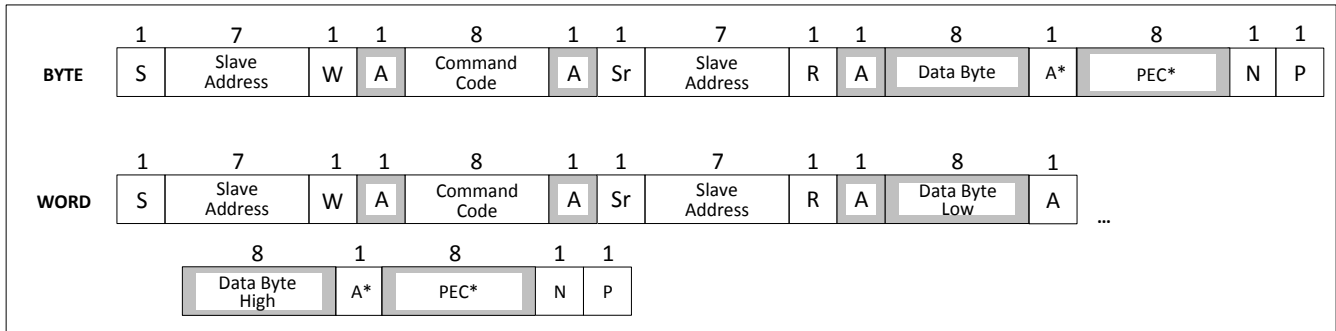 1 7 1 1 8 1 1 7 1 1 8 1 8 1 1
BYTE S Slave Address W A Command Code A Sr Slave Address R A Data Byte A* PEC* N P
1 7 1 1 8 1 1 7 1 1 8 1
WORD S Slave Address W A Command Code A Sr Slave Address R A Data Byte Low A ...
8 1 8 1 1
Data Byte High A* PEC* N P